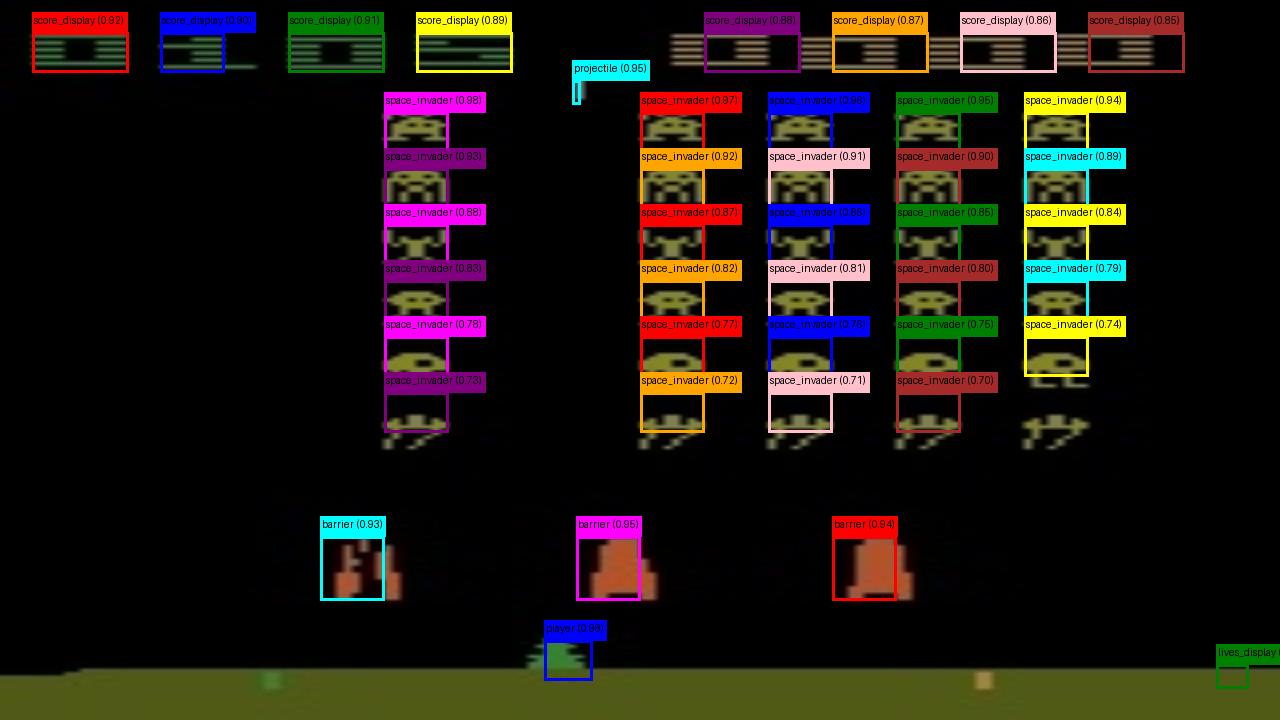 score_display (0.92) score_display (0.90) score_display (0.91) score_display (0.89) score_display (0.88) score_display (0.87) score_display (0.86) score_display (0.85)
projectile (0.95)
space_invader (0.98) space_invader (0.97) space_invader (0.96) space_invader (0.95) space_invader (0.94)
space_invader (0.93) space_invader (0.92) space_invader (0.91) space_invader (0.90) space_invader (0.89)
space_invader (0.88) space_invader (0.87) space_invader (0.86) space_invader (0.85) space_invader (0.84)
space_invader (0.83) space_invader (0.82) space_invader (0.81) space_invader (0.80) space_invader (0.79)
space_invader (0.78) space_invader (0.77) space_invader (0.76) space_invader (0.75) space_invader (0.74)
space_invader (0.73) space_invader (0.72) space_invader (0.71) space_invader (0.70)
barrier (0.93) barrier (0.95) barrier (0.94)
player (0.98)
lives_display